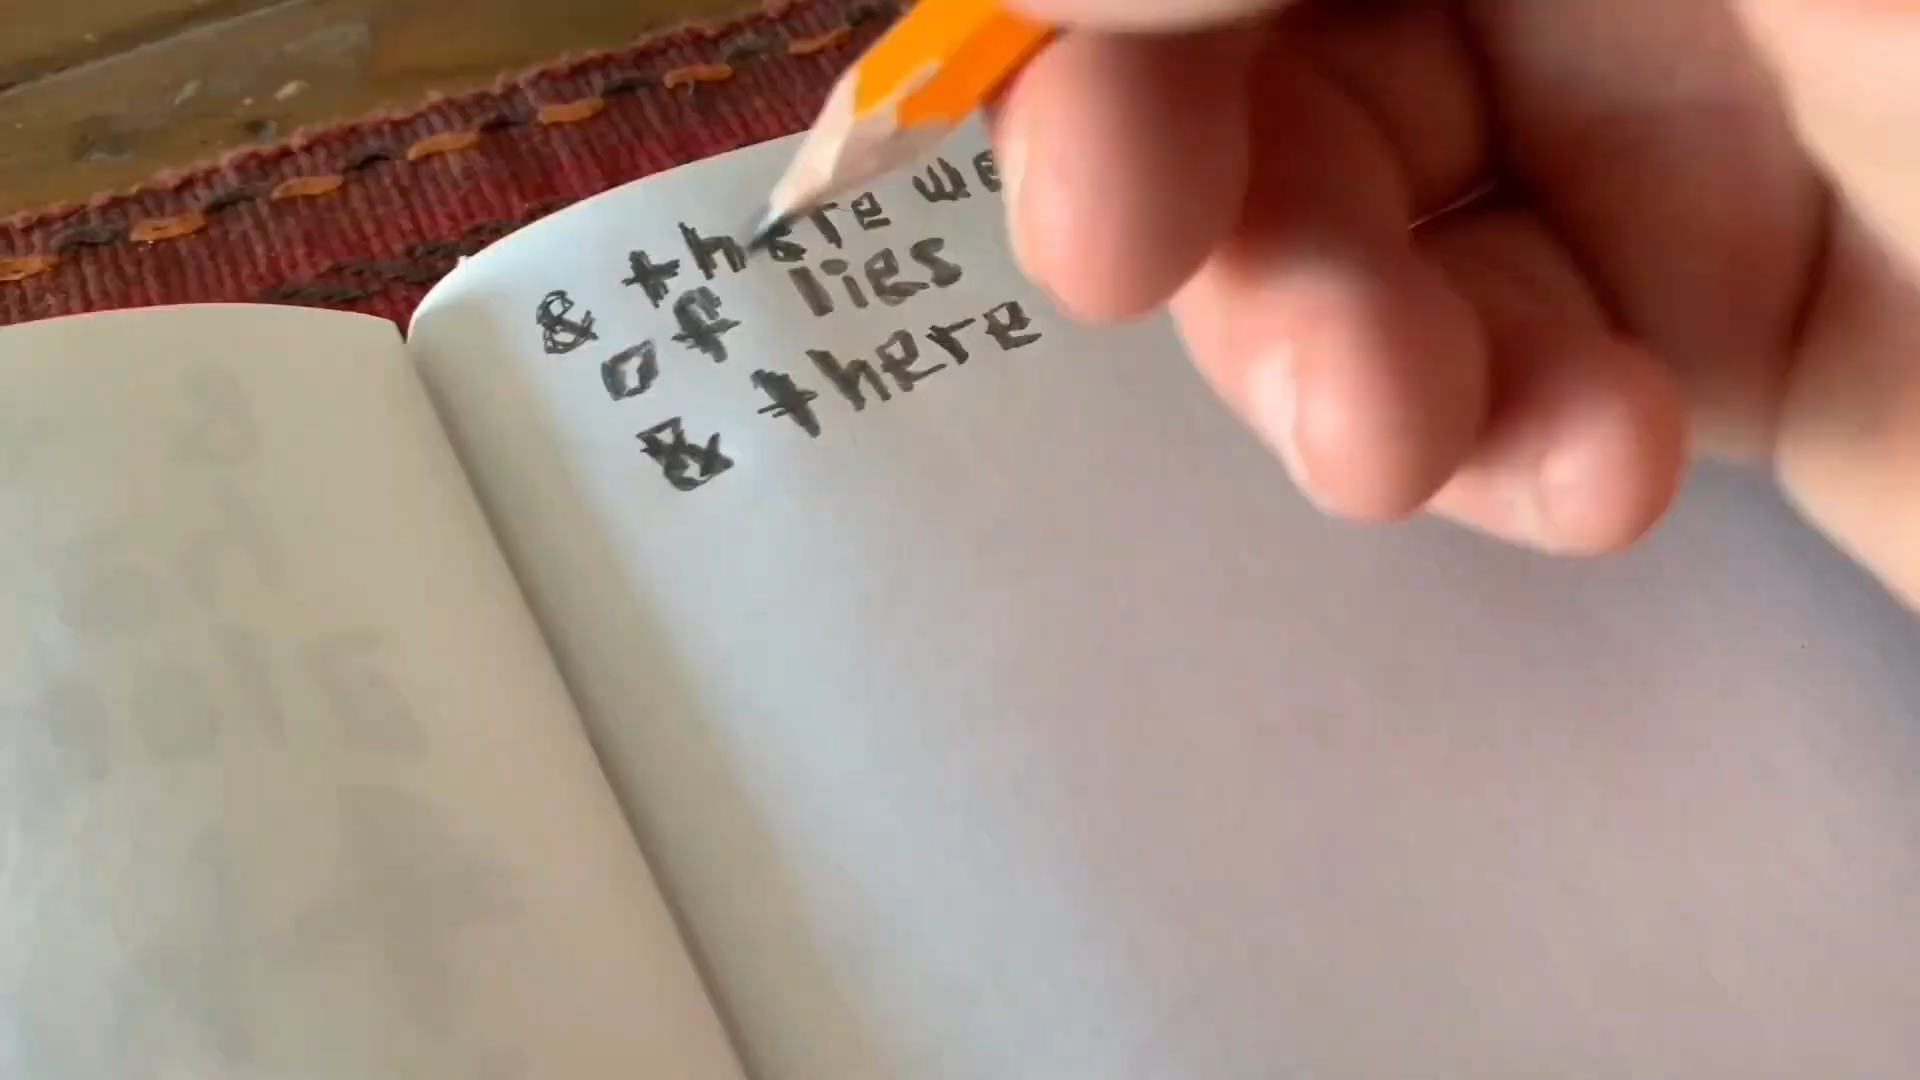 & there we
of lies
& there